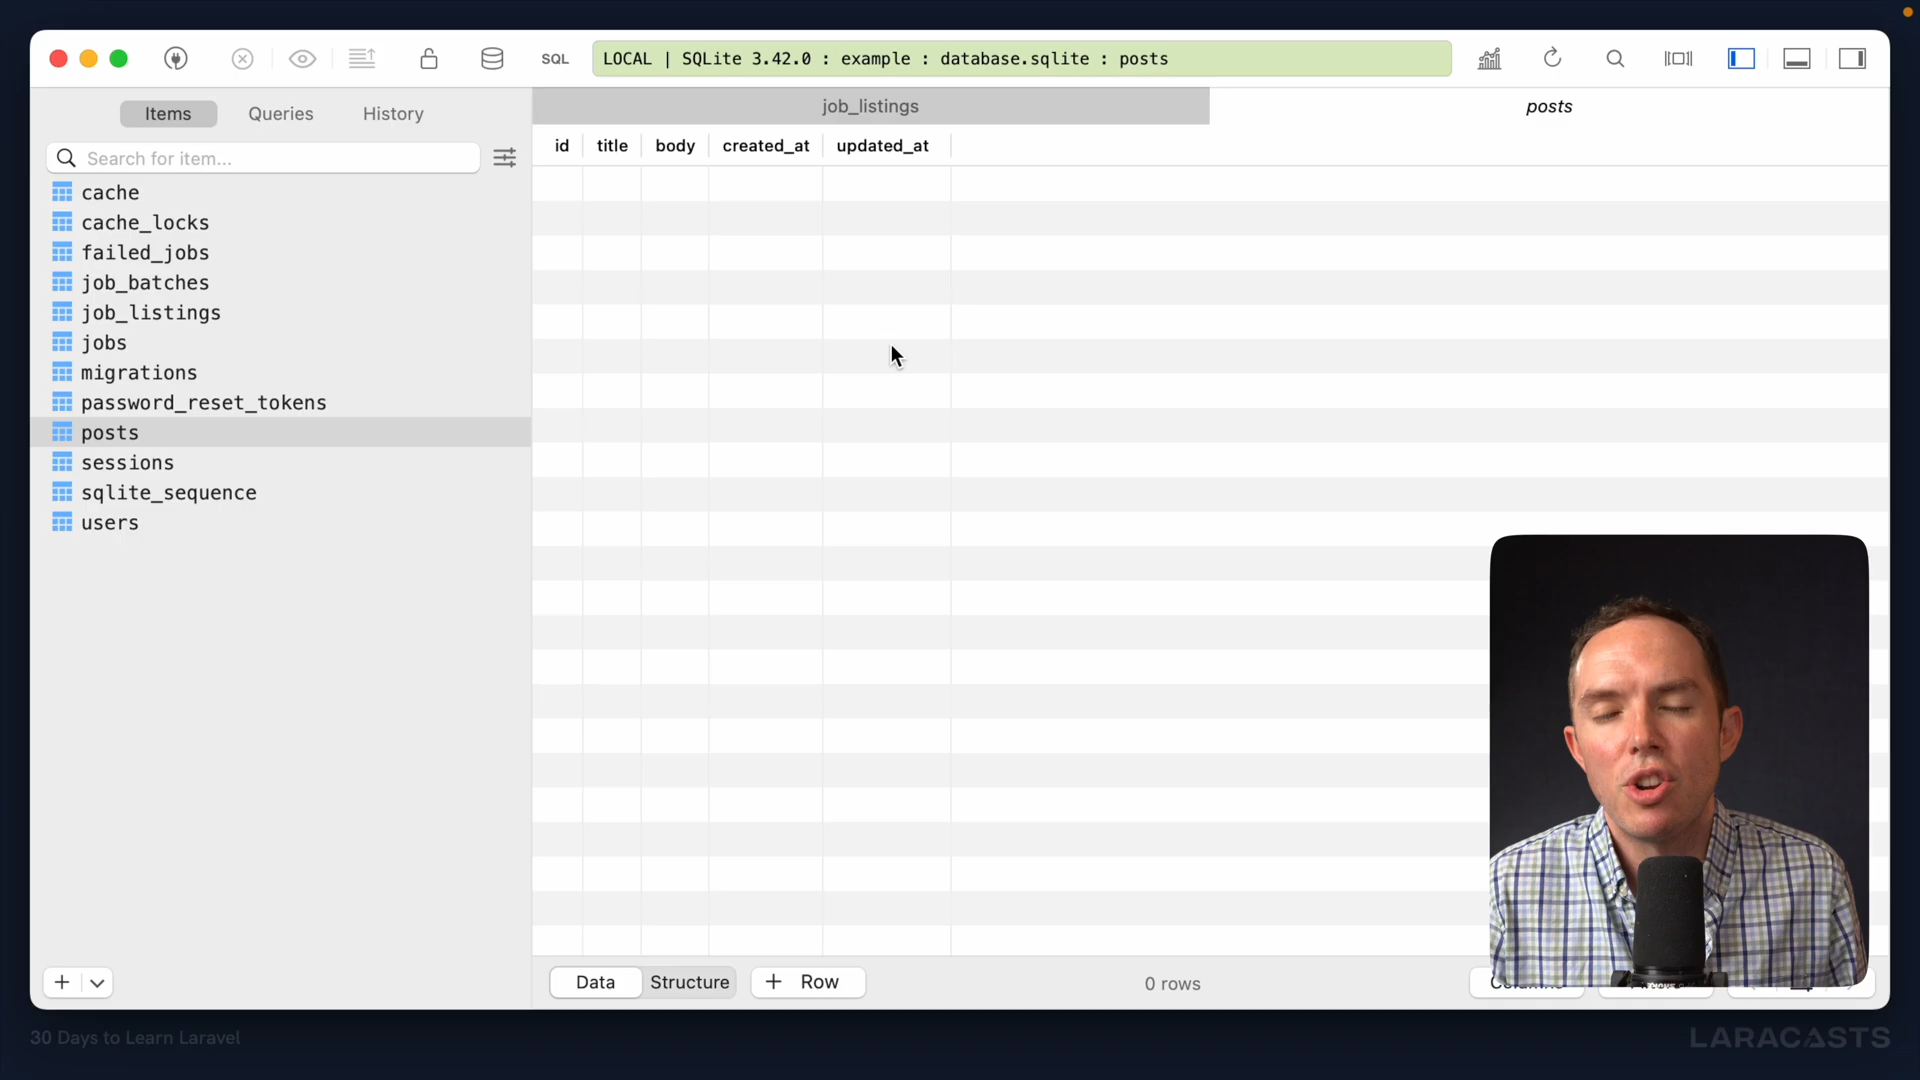 SQL
LOCAL | SQLite 3.42.0 : example : database.sqlite : posts
Items
Queries
History
Search for item...
cache
cache_locks
failed_jobs
job_batches
job_listings
jobs
migrations
password_reset_tokens
posts
sessions
sqlite_sequence
users
job_listings
posts
id title body created_at updated_at
Data
Structure
+ Row
0 rows
30 Days to Learn Laravel
LARACASTS